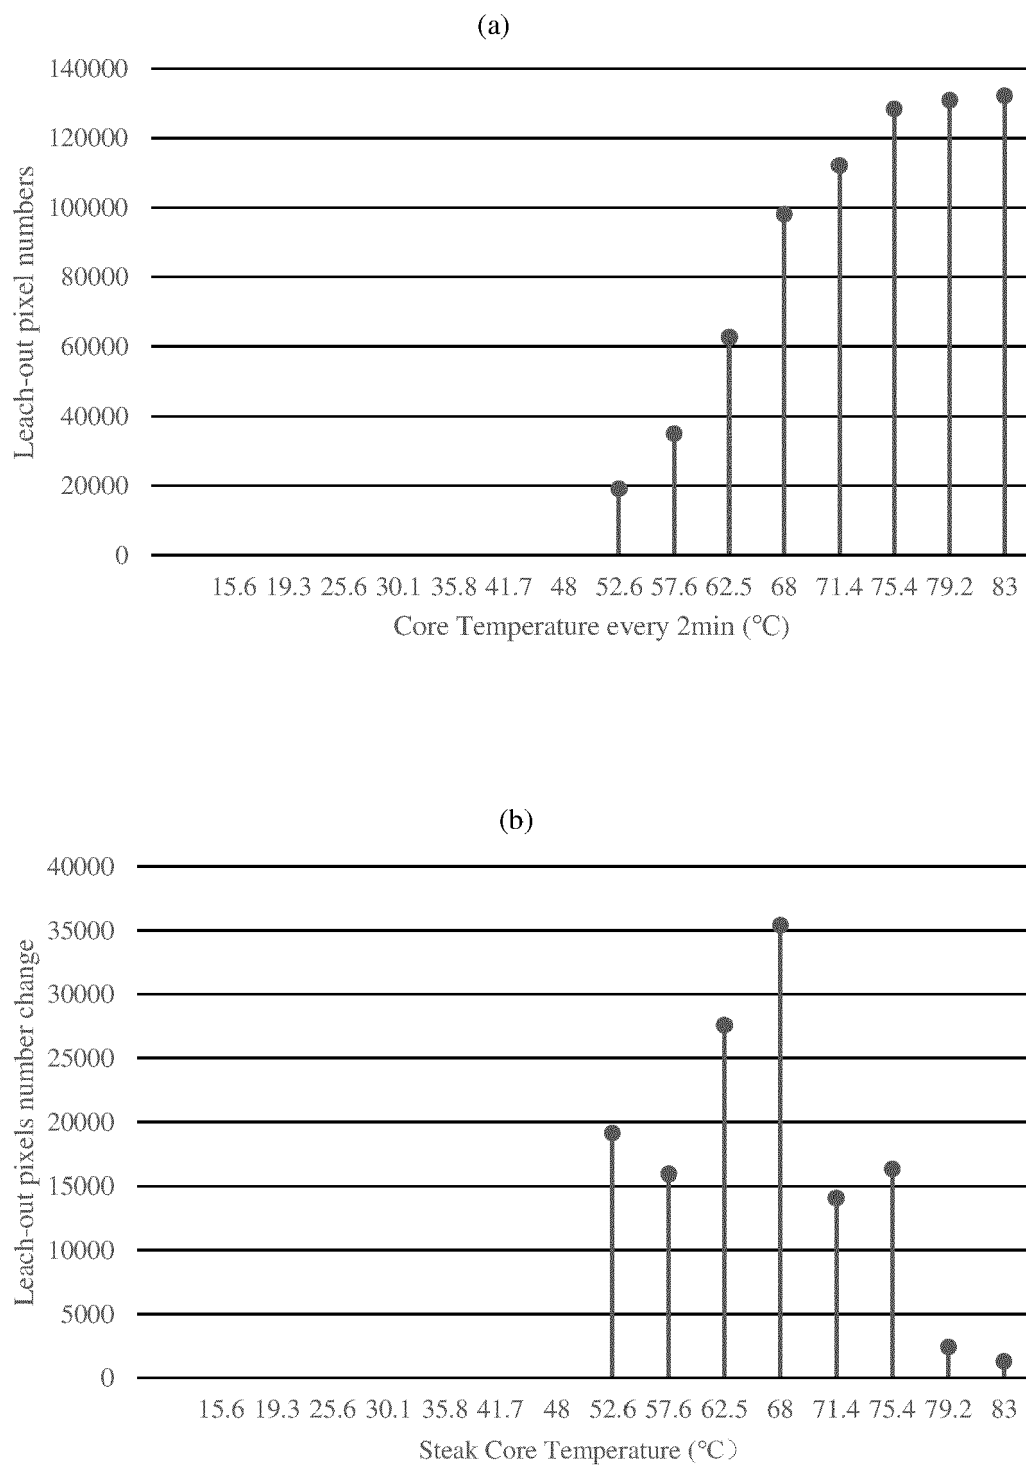 (a)
140000
120000
100000
80000
60000
40000
20000
0
Leach-out pixel numbers
15.6 19.3 25.6 30.1 35.8 41.7 48 52.6 57.6 62.5 68 71.4 75.4 79.2 83
Core Temperature every 2min (°C)
(b)
40000
35000
30000
25000
20000
15000
10000
5000
0
Leach-out pixels number change
15.6 19.3 25.6 30.1 35.8 41.7 48 52.6 57.6 62.5 68 71.4 75.4 79.2 83
Steak Core Temperature (°C）